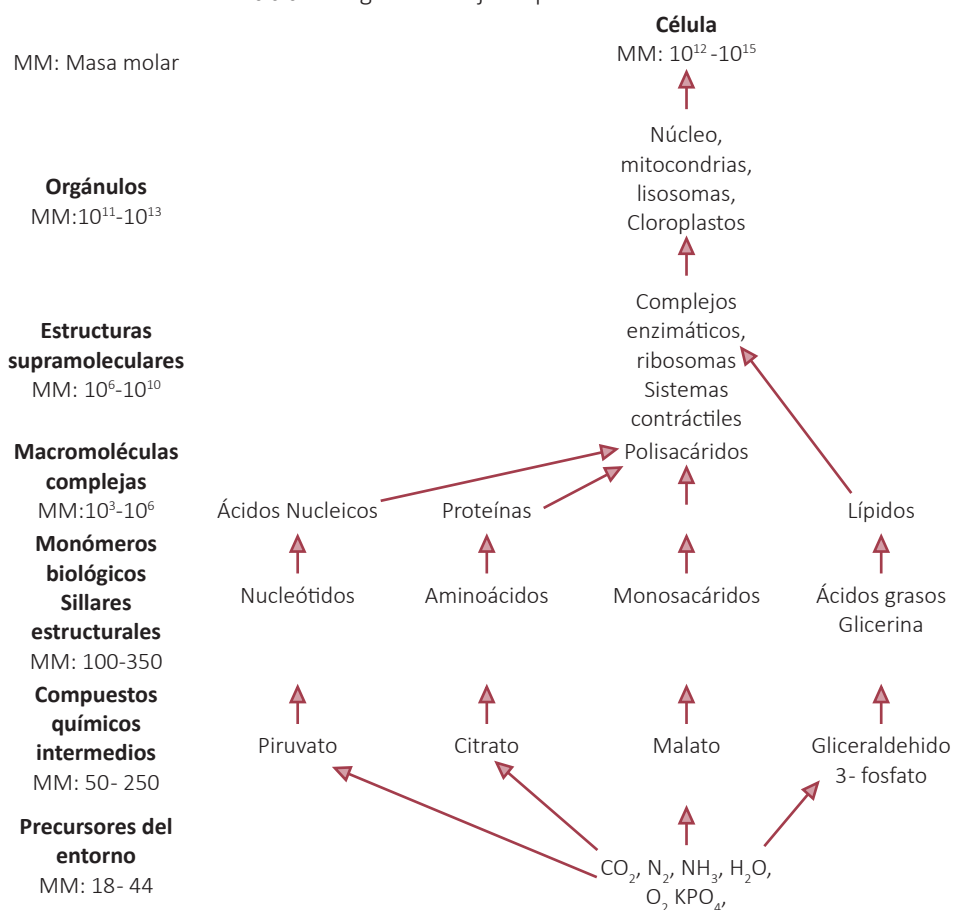 Célula
MM: 10¹² -10¹⁵
MM: Masa molar
Núcleo,
mitocondrias,
lisosomas,
Cloroplastos
Orgánulos
MM:10¹¹-10¹³
Complejos
enzimáticos,
ribosomas
Sistemas
contráctiles
Estructuras
supramoleculares
MM: 10⁶-10¹⁰
Polisacáridos
Macromoléculas
complejas
MM:10³-10⁶
Ácidos Nucleicos
Proteínas
Lípidos
Monómeros
biológicos
Sillares
estructurales
MM: 100-350
Nucleótidos
Aminoácidos
Monosacáridos
Ácidos grasos
Glicerina
Compuestos
químicos
intermedios
MM: 50- 250
Piruvato
Citrato
Malato
Gliceraldehido
3- fosfato
Precursores del
entorno
MM: 18- 44
CO₂, N₂, NH₃, H₂O,
O₂ KPO₄,